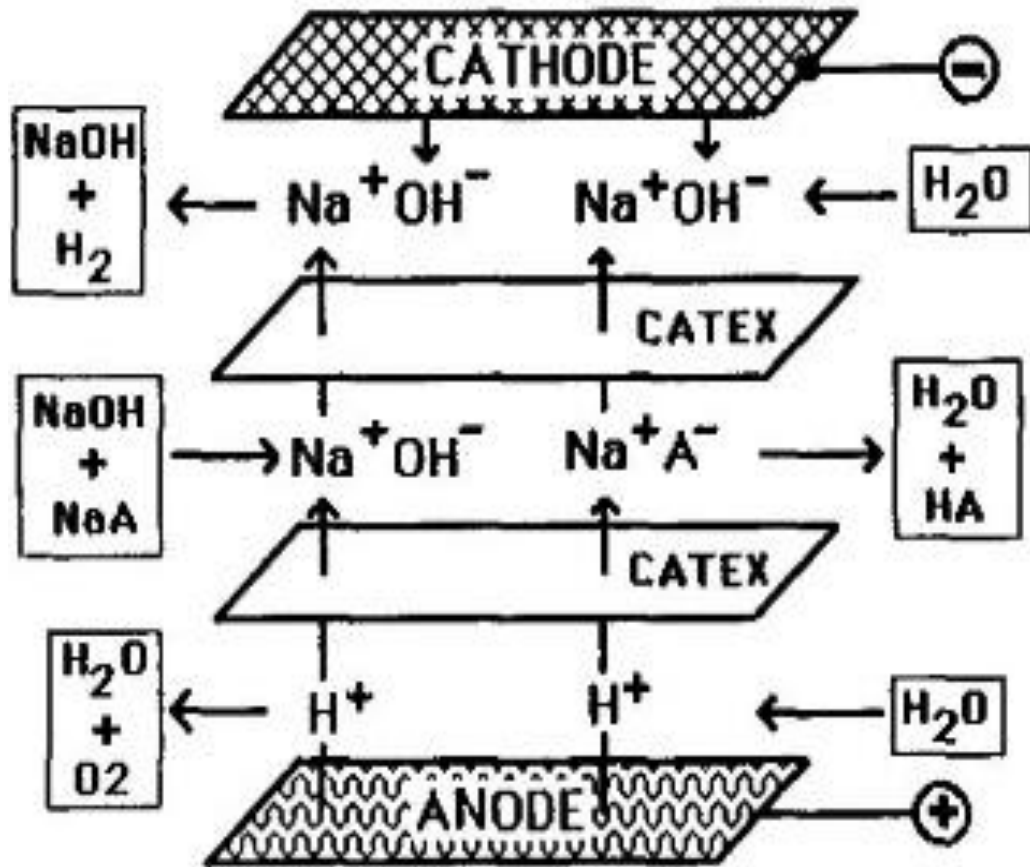 CATHODE
−
NaOH
+
H₂
Na⁺OH⁻ Na⁺OH⁻
H₂O
CATEX
NaOH
+
NaA
Na⁺OH⁻ Na⁺A⁻
H₂O
+
HA
CATEX
H₂O
+
O2
H⁺ H⁺
H₂O
ANODE
+